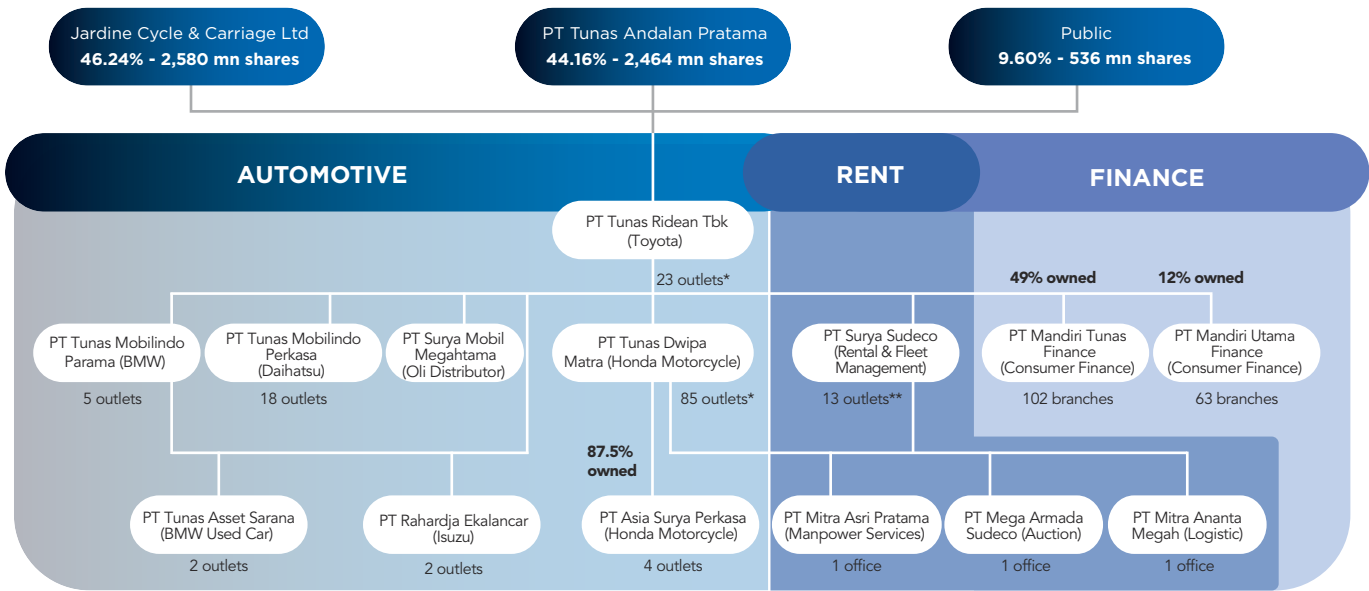 Jardine Cycle & Carriage Ltd
46.24% - 2,580 mn shares
PT Tunas Andalan Pratama
44.16% - 2,464 mn shares
Public
9.60% - 536 mn shares
AUTOMOTIVE
RENT
FINANCE
PT Tunas Ridean Tbk
(Toyota)
23 outlets*
49% owned
12% owned
PT Tunas Mobilindo
Parama (BMW)
5 outlets
PT Tunas Mobilindo
Perkasa
(Daihatsu)
18 outlets
PT Surya Mobil
Megahtama
(Oli Distributor)
PT Tunas Dwipa
Matra (Honda Motorcycle)
85 outlets*
PT Surya Sudeco
(Rental & Fleet
Management)
13 outlets**
PT Mandiri Tunas
Finance
(Consumer Finance)
102 branches
PT Mandiri Utama
Finance
(Consumer Finance)
63 branches
87.5%
owned
PT Tunas Asset Sarana
(BMW Used Car)
2 outlets
PT Rahardja Ekalancar
(Isuzu)
2 outlets
PT Asia Surya Perkasa
(Honda Motorcycle)
4 outlets
PT Mitra Asri Pratama
(Manpower Services)
1 office
PT Mega Armada
Sudeco (Auction)
1 office
PT Mitra Ananta
Megah (Logistic)
1 office